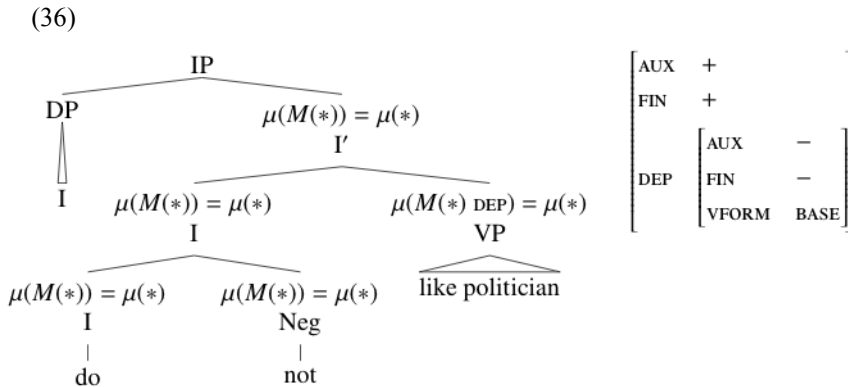 (36)
IP
DP μ(M(*)) = μ(*)
I′
I
μ(M(*)) = μ(*) μ(M(*) DEP) = μ(*)
I VP
μ(M(*)) = μ(*) μ(M(*)) = μ(*) like politician
I Neg
do not
AUX +
FIN +
DEP AUX −
FIN −
VFORM BASE